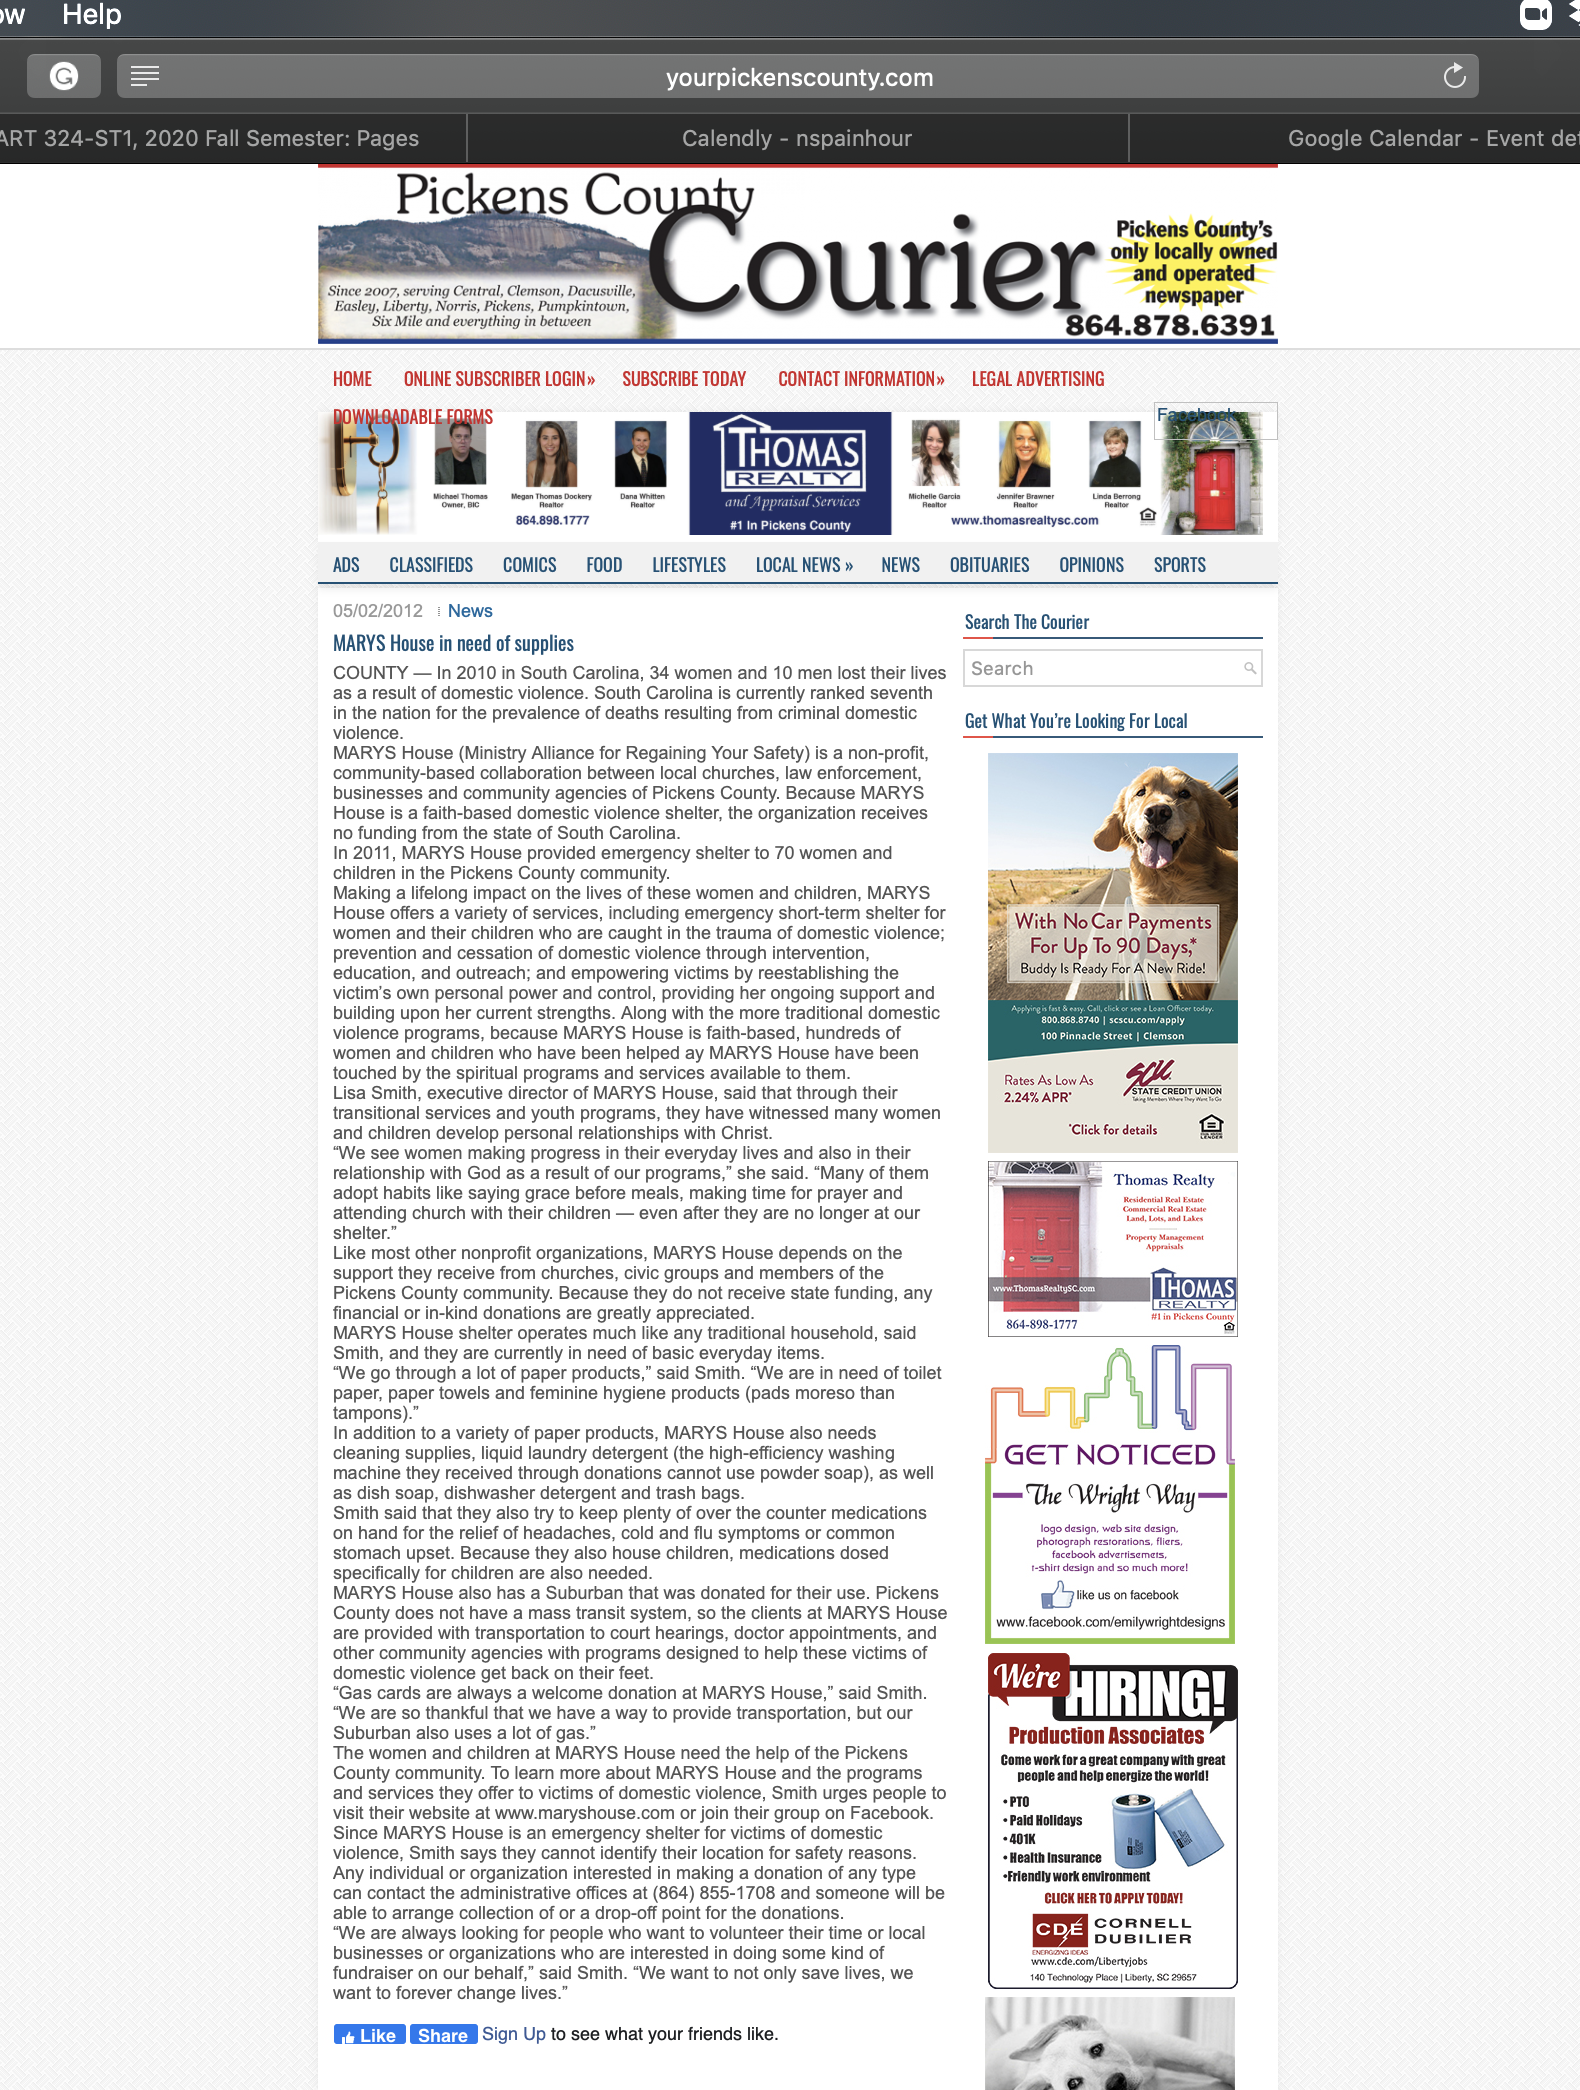 Help
yourpickenscounty.com
ART 324-ST1, 2020 Fall Semester: Pages
Calendly - nspainhour
Google Calendar - Event det
Pickens County
Courier
Since 2007, serving Central, Clemson, Dacusville,
Easley, Liberty, Norris, Pickens, Pumpkintown,
Six Mile and everything in between
Pickens County's
only locally owned
and operated
newspaper
864.878.6391
HOME ONLINE SUBSCRIBER LOGIN» SUBSCRIBE TODAY CONTACT INFORMATION» LEGAL ADVERTISING
DOWNLOADABLE FORMS
Facebook
Michael Thomas
Owner, BIC
Megan Thomas Dockery
Realtor
Dana Whitten
Realtor
864.898.1777
THOMAS
REALTY
and Appraisal Services
#1 In Pickens County
Michelle Garcia
Realtor
Jennifer Brawner
Realtor
Linda Berrong
Realtor
www.thomasrealtysc.com
ADS CLASSIFIEDS COMICS FOOD LIFESTYLES LOCAL NEWS » NEWS OBITUARIES OPINIONS SPORTS
05/02/2012 News
MARYS House in need of supplies
COUNTY — In 2010 in South Carolina, 34 women and 10 men lost their lives
as a result of domestic violence. South Carolina is currently ranked seventh
in the nation for the prevalence of deaths resulting from criminal domestic
violence.
MARYS House (Ministry Alliance for Regaining Your Safety) is a non-profit,
community-based collaboration between local churches, law enforcement,
businesses and community agencies of Pickens County. Because MARYS
House is a faith-based domestic violence shelter, the organization receives
no funding from the state of South Carolina.
In 2011, MARYS House provided emergency shelter to 70 women and
children in the Pickens County community.
Making a lifelong impact on the lives of these women and children, MARYS
House offers a variety of services, including emergency short-term shelter for
women and their children who are caught in the trauma of domestic violence;
prevention and cessation of domestic violence through intervention,
education, and outreach; and empowering victims by reestablishing the
victim's own personal power and control, providing her ongoing support and
building upon her current strengths. Along with the more traditional domestic
violence programs, because MARYS House is faith-based, hundreds of
women and children who have been helped ay MARYS House have been
touched by the spiritual programs and services available to them.
Lisa Smith, executive director of MARYS House, said that through their
transitional services and youth programs, they have witnessed many women
and children develop personal relationships with Christ.
“We see women making progress in their everyday lives and also in their
relationship with God as a result of our programs,” she said. “Many of them
adopt habits like saying grace before meals, making time for prayer and
attending church with their children — even after they are no longer at our
shelter.”
Like most other nonprofit organizations, MARYS House depends on the
support they receive from churches, civic groups and members of the
Pickens County community. Because they do not receive state funding, any
financial or in-kind donations are greatly appreciated.
MARYS House shelter operates much like any traditional household, said
Smith, and they are currently in need of basic everyday items.
“We go through a lot of paper products,” said Smith. “We are in need of toilet
paper, paper towels and feminine hygiene products (pads moreso than
tampons).”
In addition to a variety of paper products, MARYS House also needs
cleaning supplies, liquid laundry detergent (the high-efficiency washing
machine they received through donations cannot use powder soap), as well
as dish soap, dishwasher detergent and trash bags.
Smith said that they also try to keep plenty of over the counter medications
on hand for the relief of headaches, cold and flu symptoms or common
stomach upset. Because they also house children, medications dosed
specifically for children are also needed.
MARYS House also has a Suburban that was donated for their use. Pickens
County does not have a mass transit system, so the clients at MARYS House
are provided with transportation to court hearings, doctor appointments, and
other community agencies with programs designed to help these victims of
domestic violence get back on their feet.
“Gas cards are always a welcome donation at MARYS House,” said Smith.
“We are so thankful that we have a way to provide transportation, but our
Suburban also uses a lot of gas.”
The women and children at MARYS House need the help of the Pickens
County community. To learn more about MARYS House and the programs
and services they offer to victims of domestic violence, Smith urges people to
visit their website at www.maryshouse.com or join their group on Facebook.
Since MARYS House is an emergency shelter for victims of domestic
violence, Smith says they cannot identify their location for safety reasons.
Any individual or organization interested in making a donation of any type
can contact the administrative offices at (864) 855-1708 and someone will be
able to arrange collection of or a drop-off point for the donations.
“We are always looking for people who want to volunteer their time or local
businesses or organizations who are interested in doing some kind of
fundraiser on our behalf,” said Smith. “We want to not only save lives, we
want to forever change lives.”
Like Share Sign Up to see what your friends like.
Search The Courier
Search
Get What You're Looking For Local
With No Car Payments
For Up To 90 Days,*
Buddy Is Ready For A New Ride!
Applying is fast & easy. Call, click or see a Loan Officer today.
800.868.8740 | scscu.com/apply
100 Pinnacle Street | Clemson
Rates As Low As
2.24% APR*
SCU
STATE CREDIT UNION
Taking Members Where They Want To Go
*Click for details
Thomas Realty
Residential Real Estate
Commercial Real Estate
Land, Lots, and Lakes
Property Management
Appraisals
www.ThomasRealtySC.com
THOMAS
REALTY
#1 in Pickens County
864-898-1777
GET NOTICED
The Wright Way
logo design, web site design,
photograph restorations, fliers,
facebook advertisemets,
t-shirt design and so much more!
like us on facebook
www.facebook.com/emilywrightdesigns
We're
HIRING!
Production Associates
Come work for a great company with great
people and help energize the world!
• PTO
• Paid Holidays
• 401K
• Health Insurance
•Friendly work environment
CLICK HER TO APPLY TODAY!
CDE CORNELL
DUBILIER
ENERGIZING IDEAS
www.cde.com/Libertyjobs
140 Technology Place | Liberty, SC 29657